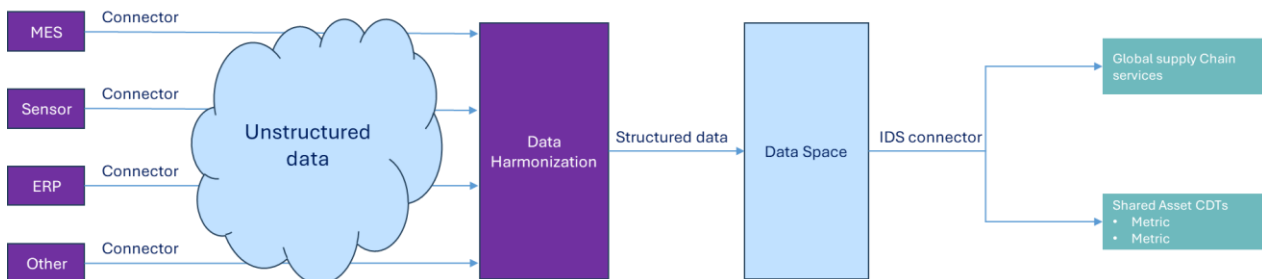 MES
Connector
Sensor
Connector
ERP
Connector
Other
Connector
Unstructured
data
Data
Harmonization
Structured data
Data Space
IDS connector
Global supply Chain
services
Shared Asset CDTs
• Metric
• Metric